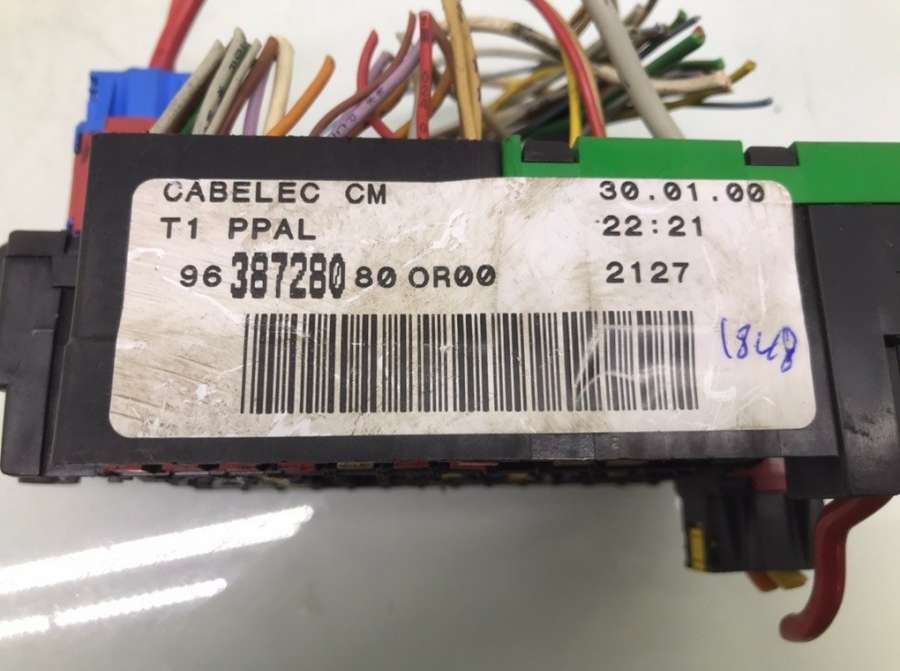 CABELEC CM 30.01.00
T1 PPAL 22:21
96 387280 80 OR00 2127
1848